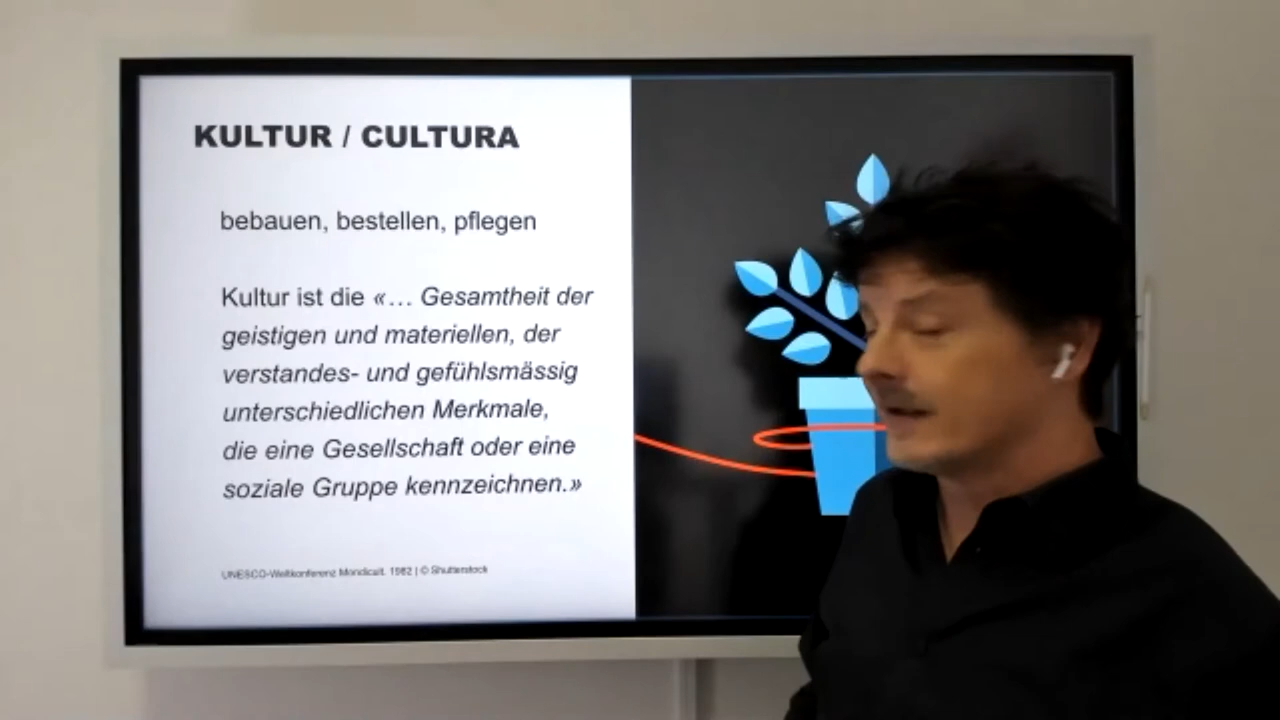 KULTUR / CULTURA
bebauen, bestellen, pflegen
Kultur ist die «… Gesamtheit der
geistigen und materiellen, der
verstandes- und gefühlsmässig
unterschiedlichen Merkmale,
die eine Gesellschaft oder eine
soziale Gruppe kennzeichnen.»
UNESCO-Weltkonferenz Mondicult. 1982 | © Shutterstock